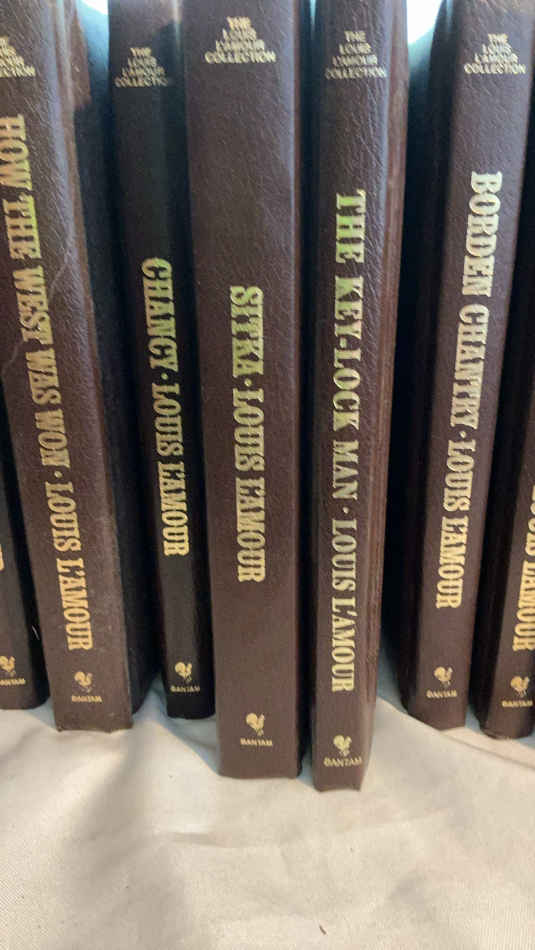 THE
LOUIS
L'AMOUR
COLLECTION
HOW THE WEST WAS WON · LOUIS L'AMOUR
BANTAM
THE
LOUIS
L'AMOUR
COLLECTION
CHANCY · LOUIS L'AMOUR
BANTAM
THE
LOUIS
L'AMOUR
COLLECTION
SITKA · LOUIS L'AMOUR
BANTAM
THE
LOUIS
L'AMOUR
COLLECTION
THE KEY-LOCK MAN · LOUIS L'AMOUR
BANTAM
THE
LOUIS
L'AMOUR
COLLECTION
BORDEN CHANTRY · LOUIS L'AMOUR
BANTAM
LOUIS L'AMOUR
BANTAM